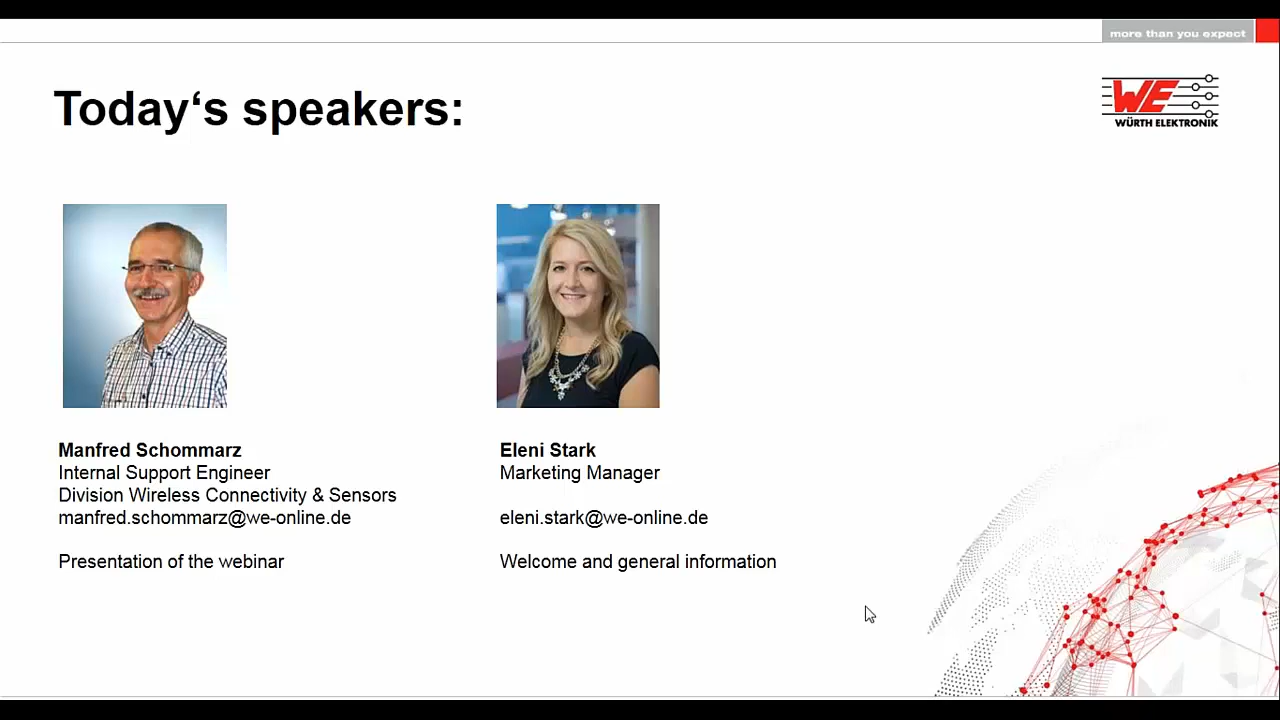 more than you expect
Today‘s speakers:
WE
WÜRTH ELEKTRONIK
Manfred Schommarz
Internal Support Engineer
Division Wireless Connectivity & Sensors
manfred.schommarz@we-online.de
Presentation of the webinar
Eleni Stark
Marketing Manager
eleni.stark@we-online.de
Welcome and general information